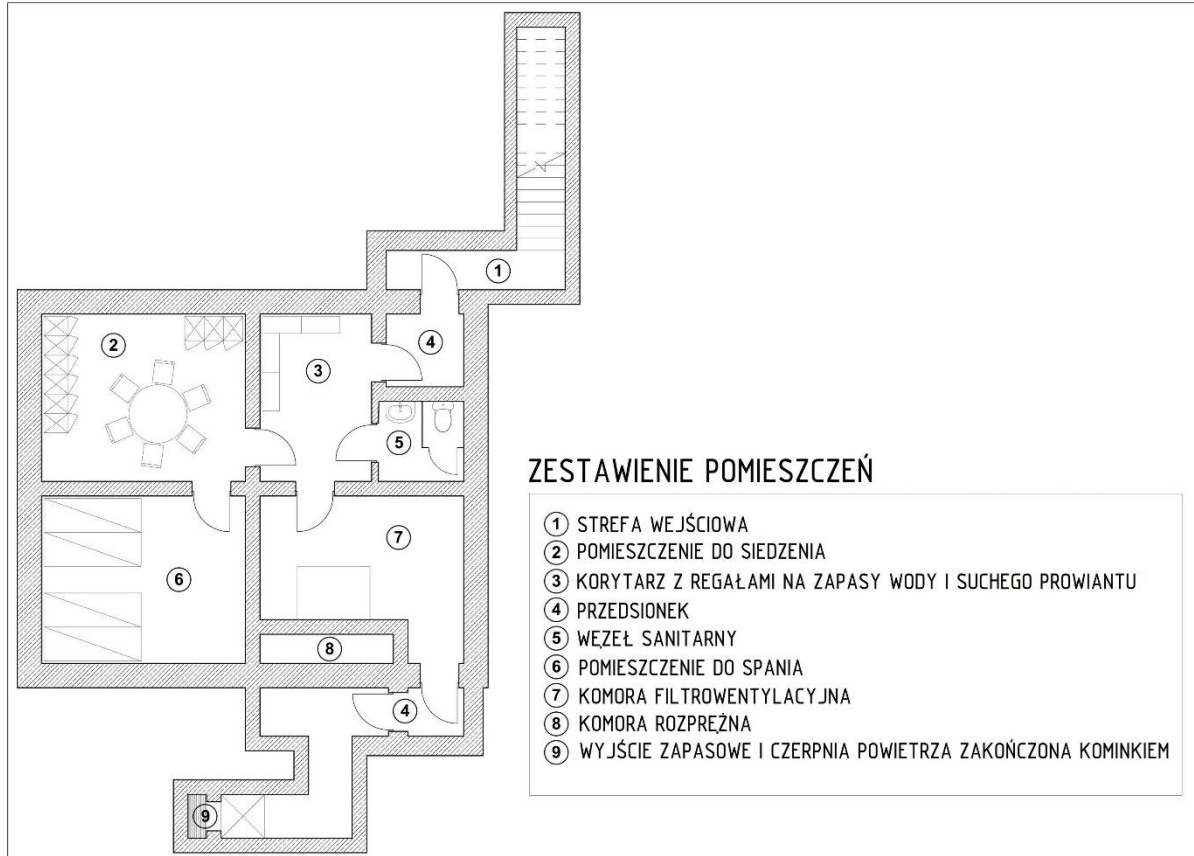 1
2
3
4
5
6
7
8
4
9
ZESTAWIENIE POMIESZCZEŃ
1 STREFA WEJŚCIOWA
2 POMIESZCZENIE DO SIEDZENIA
3 KORYTARZ Z REGAŁAMI NA ZAPASY WODY I SUCHEGO PROWIANTU
4 PRZEDSIONEK
5 WĘZEŁ SANITARNY
6 POMIESZCZENIE DO SPANIA
7 KOMORA FILTROWENTYLACYJNA
8 KOMORA ROZPRĘŻNA
9 WYJŚCIE ZAPASOWE I CZERPNIA POWIETRZA ZAKOŃCZONA KOMINKIEM